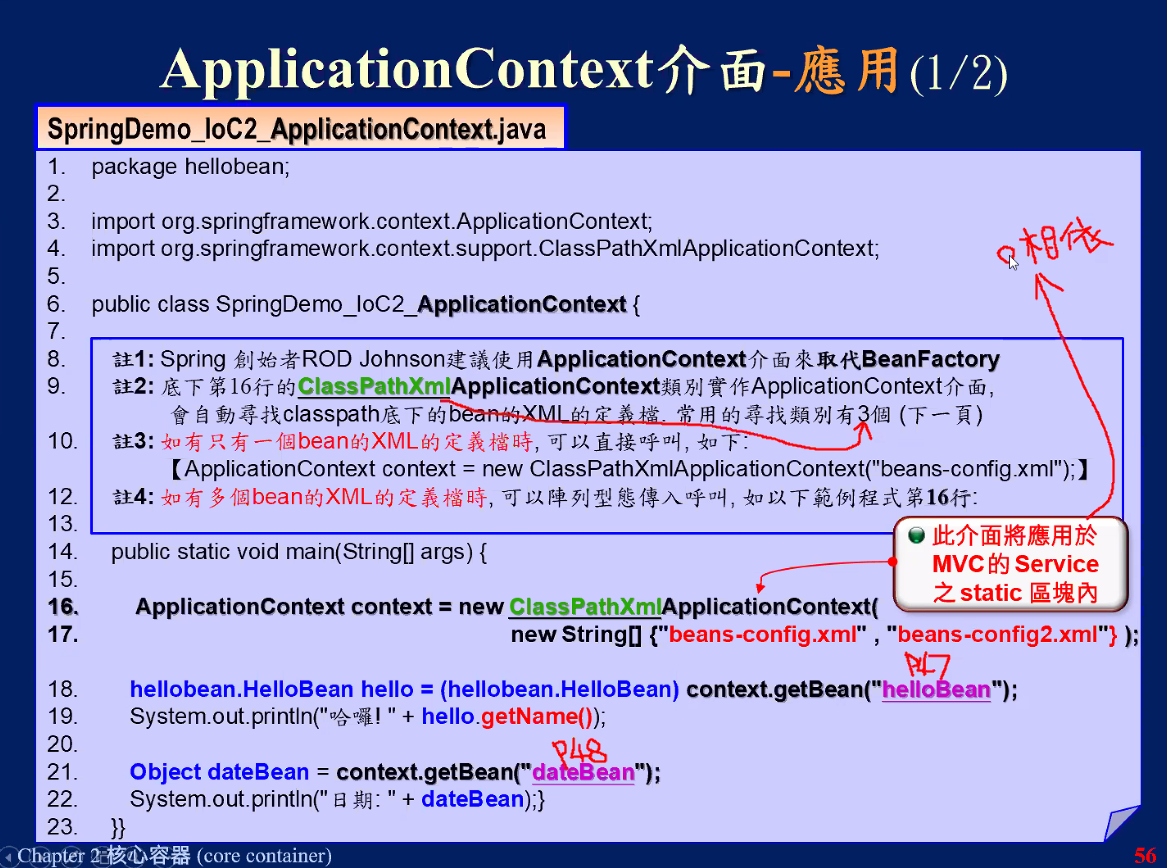 ApplicationContext介面-應用(1/2)
SpringDemo_IoC2_ApplicationContext.java
1. package hellobean;
2.
3. import org.springframework.context.ApplicationContext;
4. import org.springframework.context.support.ClassPathXmlApplicationContext;
5.
6. public class SpringDemo_IoC2_ApplicationContext {
7.
相依
8. 註1: Spring 創始者ROD Johnson建議使用ApplicationContext介面來取代BeanFactory
9. 註2: 底下第16行的ClassPathXmlApplicationContext類別實作ApplicationContext介面,
會自動尋找classpath底下的bean的XML的定義檔. 常用的尋找類別有3個 (下一頁)
10. 註3: 如有只有一個bean的XML的定義檔時, 可以直接呼叫, 如下:
【ApplicationContext context = new ClassPathXmlApplicationContext("beans-config.xml");】
12. 註4: 如有多個bean的XML的定義檔時, 可以陣列型態傳入呼叫, 如以下範例程式第16行:
13.
14. public static void main(String[] args) {
15.
此介面將應用於
MVC的 Service
之 static 區塊內
16. ApplicationContext context = new ClassPathXmlApplicationContext(
17. new String[] {"beans-config.xml" , "beans-config2.xml"} );
P47
18. hellobean.HelloBean hello = (hellobean.HelloBean) context.getBean("helloBean");
19. System.out.println("哈囉! " + hello.getName());
20.
P48
21. Object dateBean = context.getBean("dateBean");
22. System.out.println("日期: " + dateBean);}
23. }}
Chapter 2 核心容器 (core container)
56